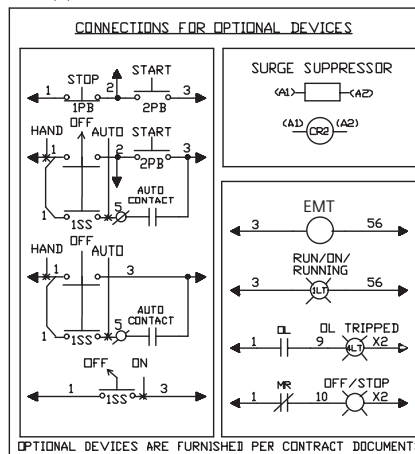 CONNECTIONS FOR OPTIONAL DEVICES
STOP
START
1
2
3
1PB
2PB
OFF
HAND
AUTO
START
1
2
3
2PB
AUTO
CONTACT
5
1
1SS
OFF
HAND
AUTO
1
3
AUTO
CONTACT
5
1
1SS
OFF ON
1
3
1SS
SURGE SUPPRESSOR
(A1)
(A2)
(A1)
CR2
(A2)
EMT
3
56
RUN/ON/
RUNNING
3
1LT
56
OL
OL TRIPPED
1
9
4LT
X2
MR
OFF/STOP
1
10
X2
OPTIONAL DEVICES ARE FURNISHED PER CONTRACT DOCUMENT